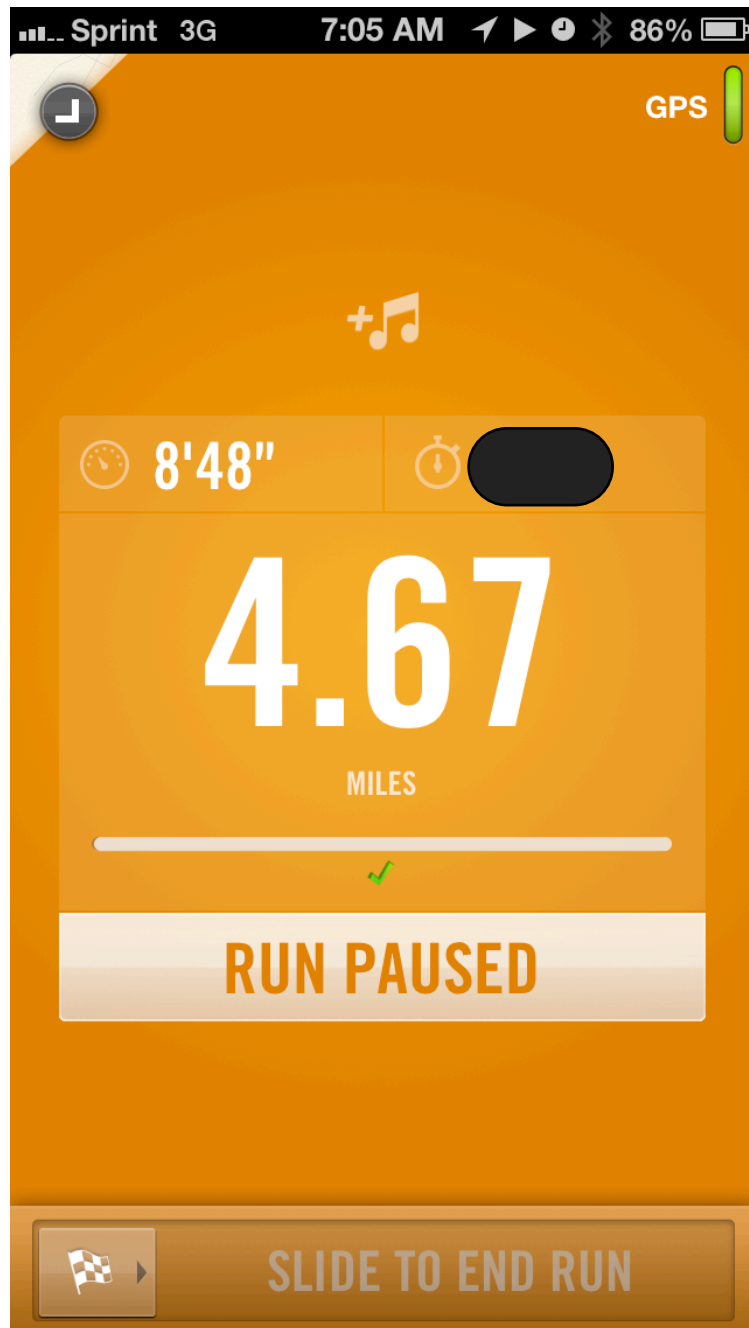 Sprint 3G 7:05 AM 86%
GPS
8'48"
4.67
MILES
RUN PAUSED
SLIDE TO END RUN